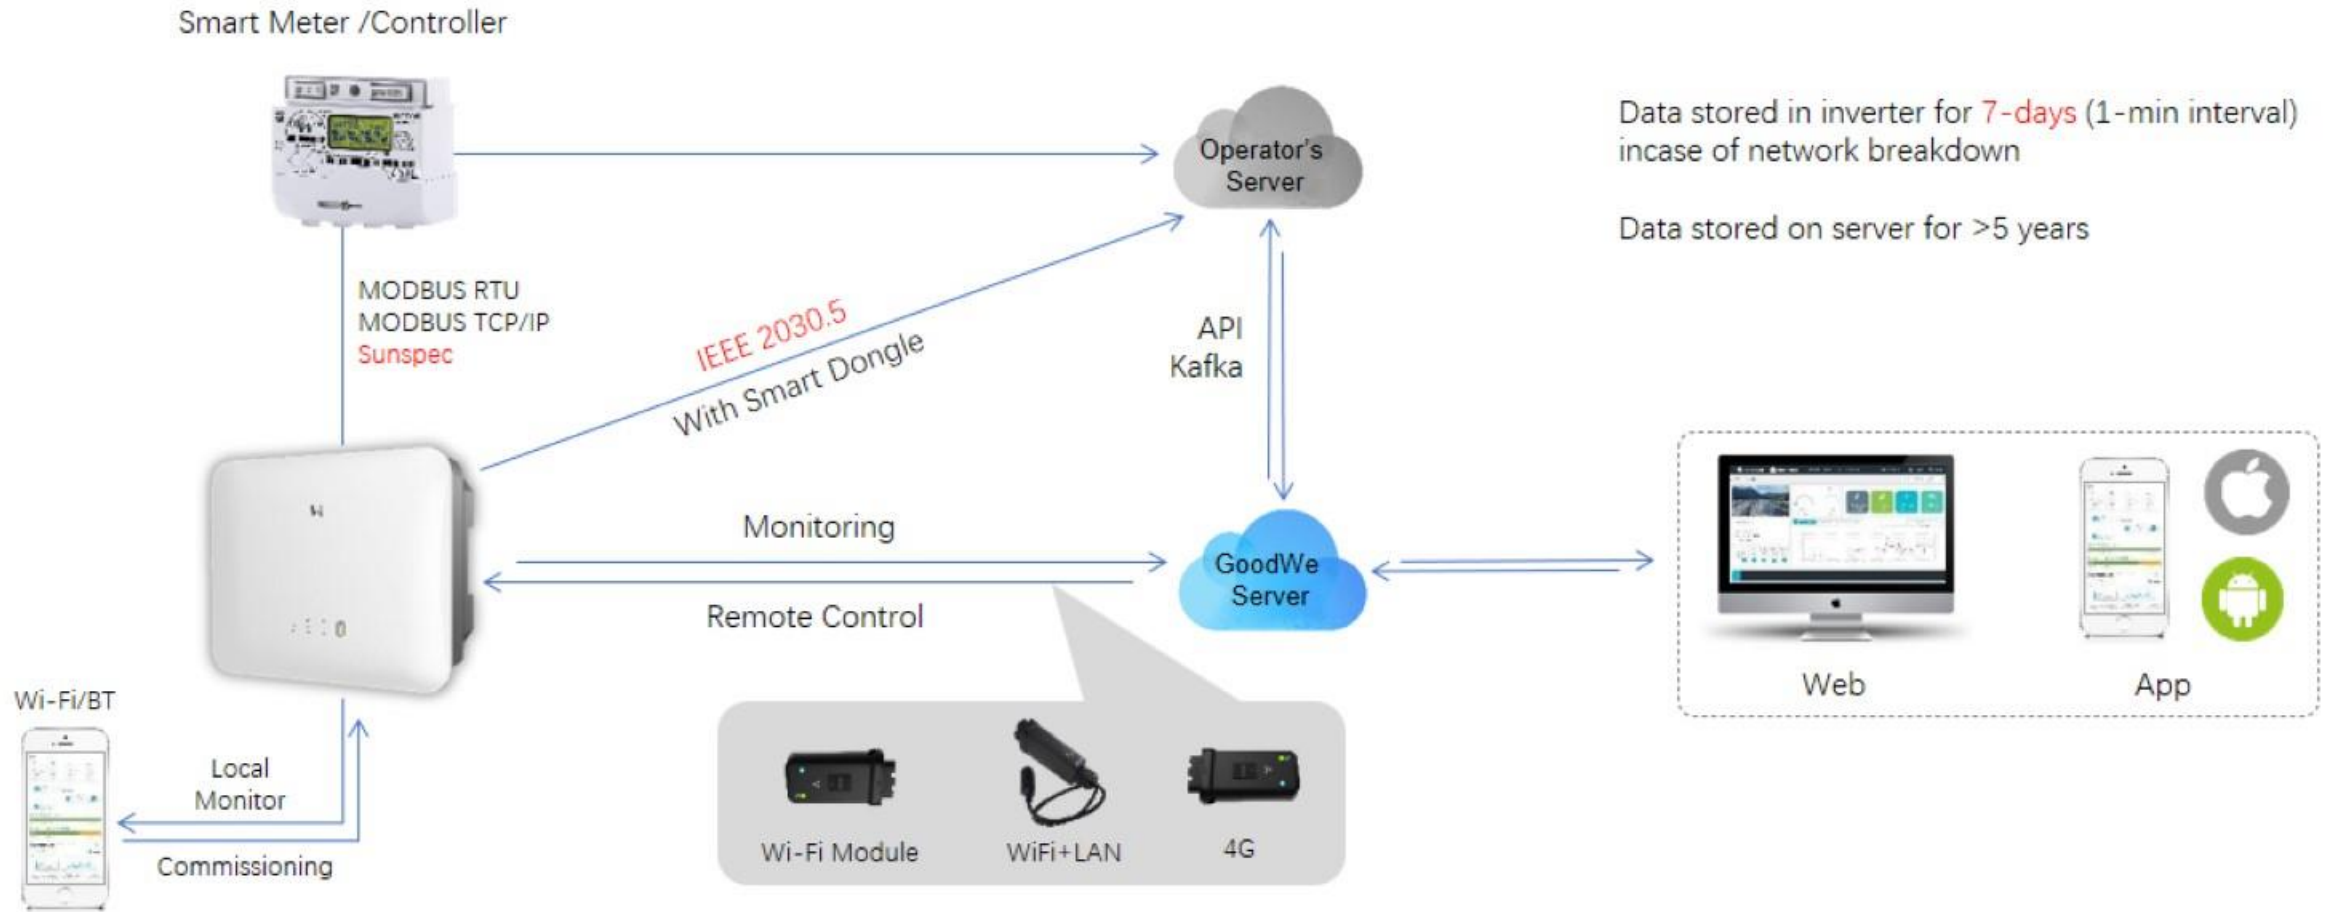 Smart Meter /Controller
Operator's
Server
Data stored in inverter for 7-days (1-min interval)
incase of network breakdown
Data stored on server for >5 years
MODBUS RTU
MODBUS TCP/IP
Sunspec
IEEE 2030.5
With Smart Dongle
API
Kafka
Monitoring
Remote Control
GoodWe
Server
Web
App
Wi-Fi/BT
Local
Monitor
Commissioning
Wi-Fi Module
WiFi+LAN
4G